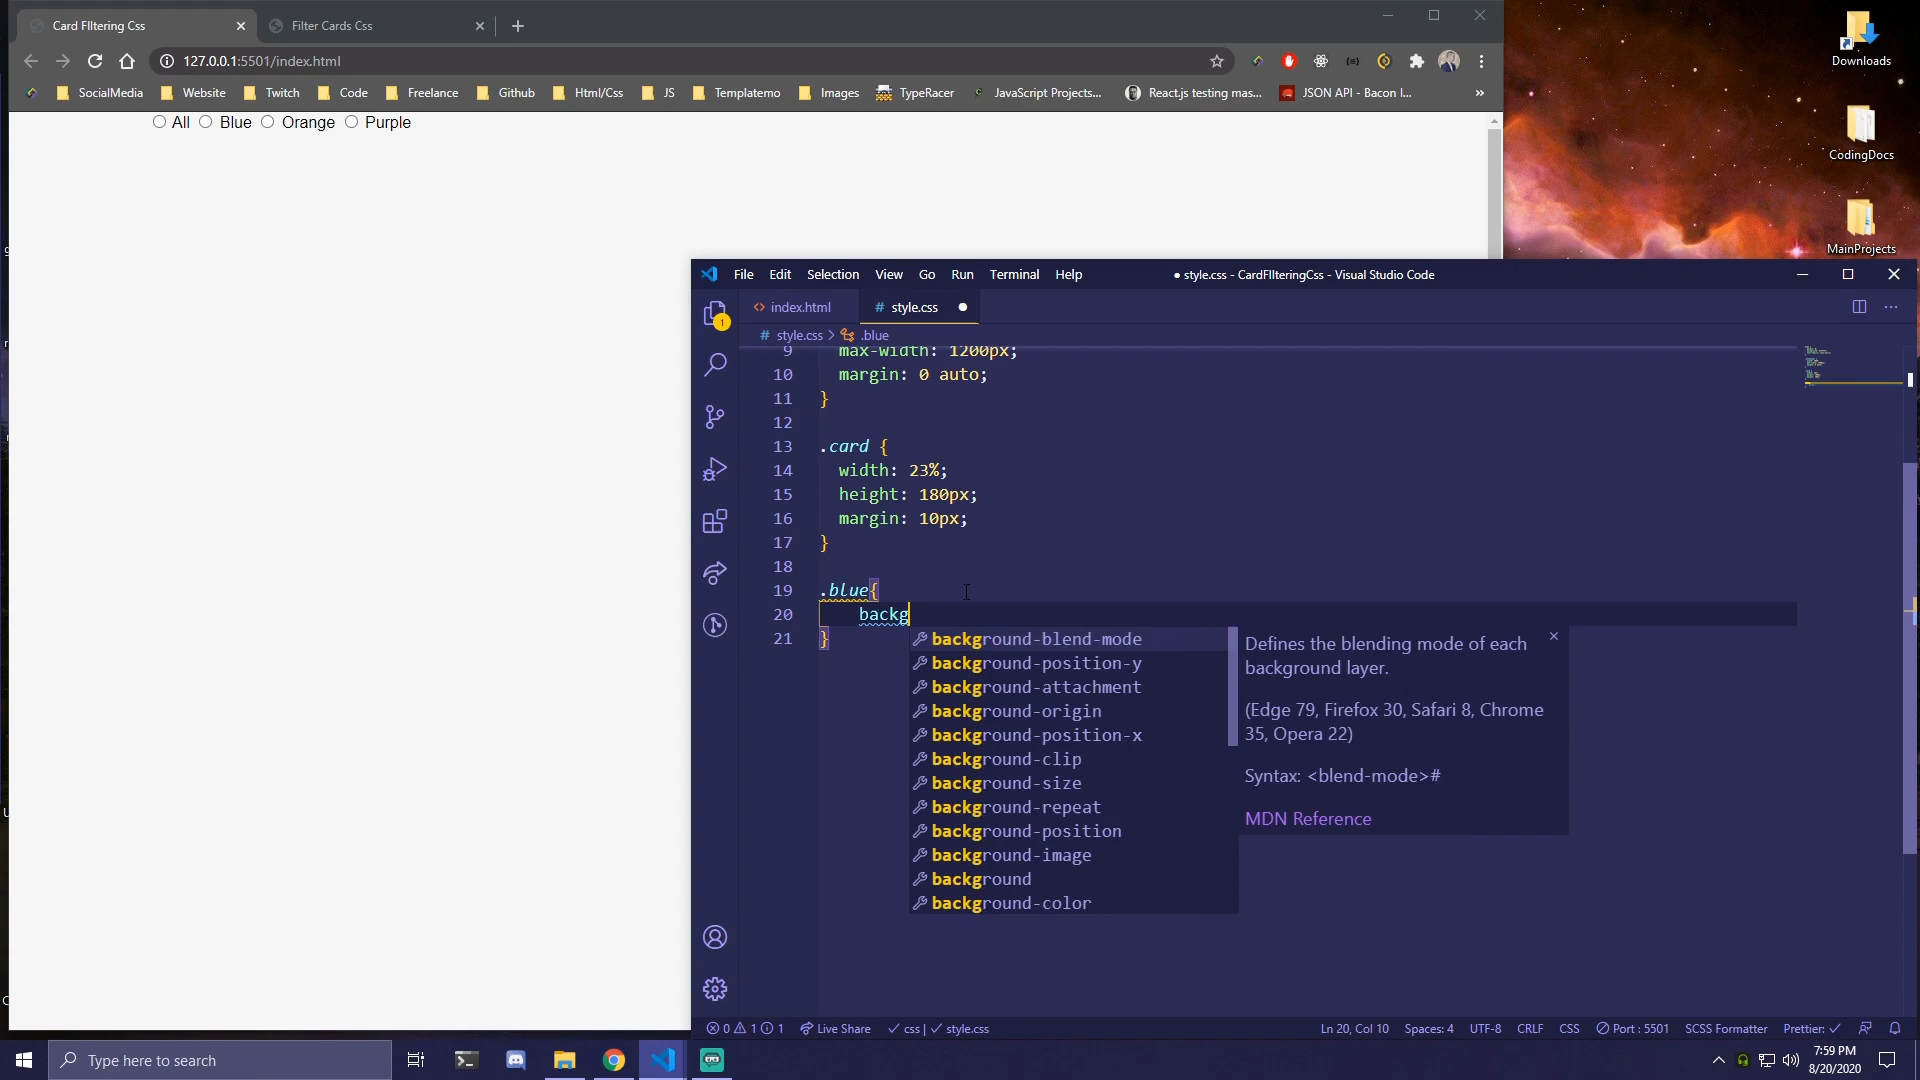 Card FIltering Css
Filter Cards Css
127.0.0.1:5501/index.html
SocialMedia
Website
Twitch
Code
Freelance
Github
Html/Css
JS
Templatemo
Images
TypeRacer
JavaScript Projects...
React.js testing mas...
JSON API - Bacon I...
»
All Blue Orange Purple
Downloads
CodingDocs
MainProjects
File Edit Selection View Go Run Terminal Help
● style.css - CardFIlteringCss - Visual Studio Code
1
index.html
# style.css
# style.css > .blue
9 max-width: 1200px;
10 margin: 0 auto;
11 }
12
13 .card {
14 width: 23%;
15 height: 180px;
16 margin: 10px;
17 }
18
19 .blue{
20 backg
21 }
background-blend-mode
background-position-y
background-attachment
background-origin
background-position-x
background-clip
background-size
background-repeat
background-position
background-image
background
background-color
Defines the blending mode of each
background layer.
(Edge 79, Firefox 30, Safari 8, Chrome
35, Opera 22)
Syntax: <blend-mode>#
MDN Reference
0 1 1 Live Share ✓ css | ✓ style.css
Ln 20, Col 10 Spaces: 4 UTF-8 CRLF CSS Port : 5501 SCSS Formatter Prettier: ✓
Type here to search
7:59 PM
8/20/2020